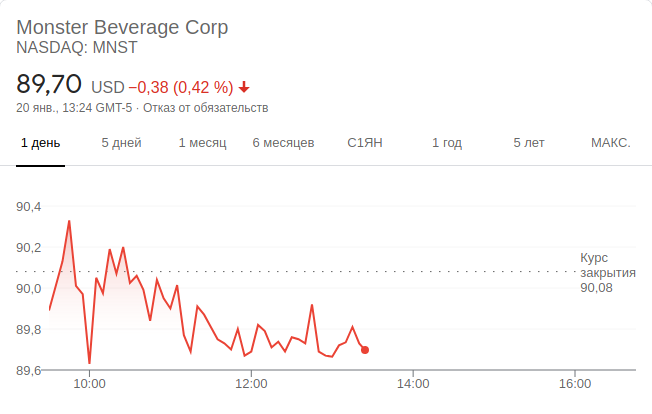 Monster Beverage Corp
NASDAQ: MNST
89,70 USD −0,38 (0,42 %)
20 янв., 13:24 GMT-5 · Отказ от обязательств
1 день 5 дней 1 месяц 6 месяцев С1ЯН 1 год 5 лет МАКС.
90,4
90,2
Курс
закрытия
90,08
90,0
89,8
89,6
10:00 12:00 14:00 16:00